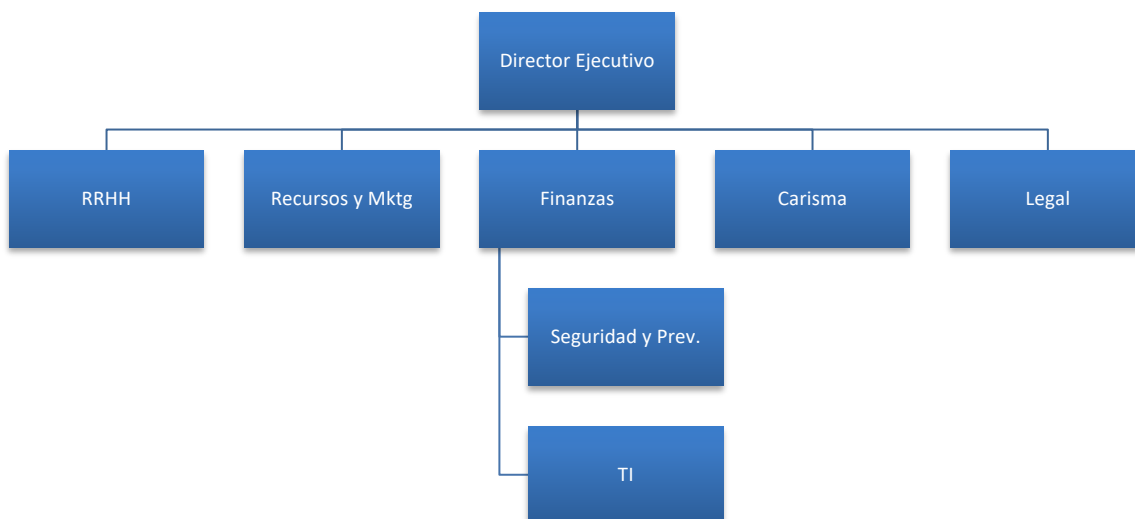 Director Ejecutivo
RRHH
Recursos y Mktg
Finanzas
Carisma
Legal
Seguridad y Prev.
TI